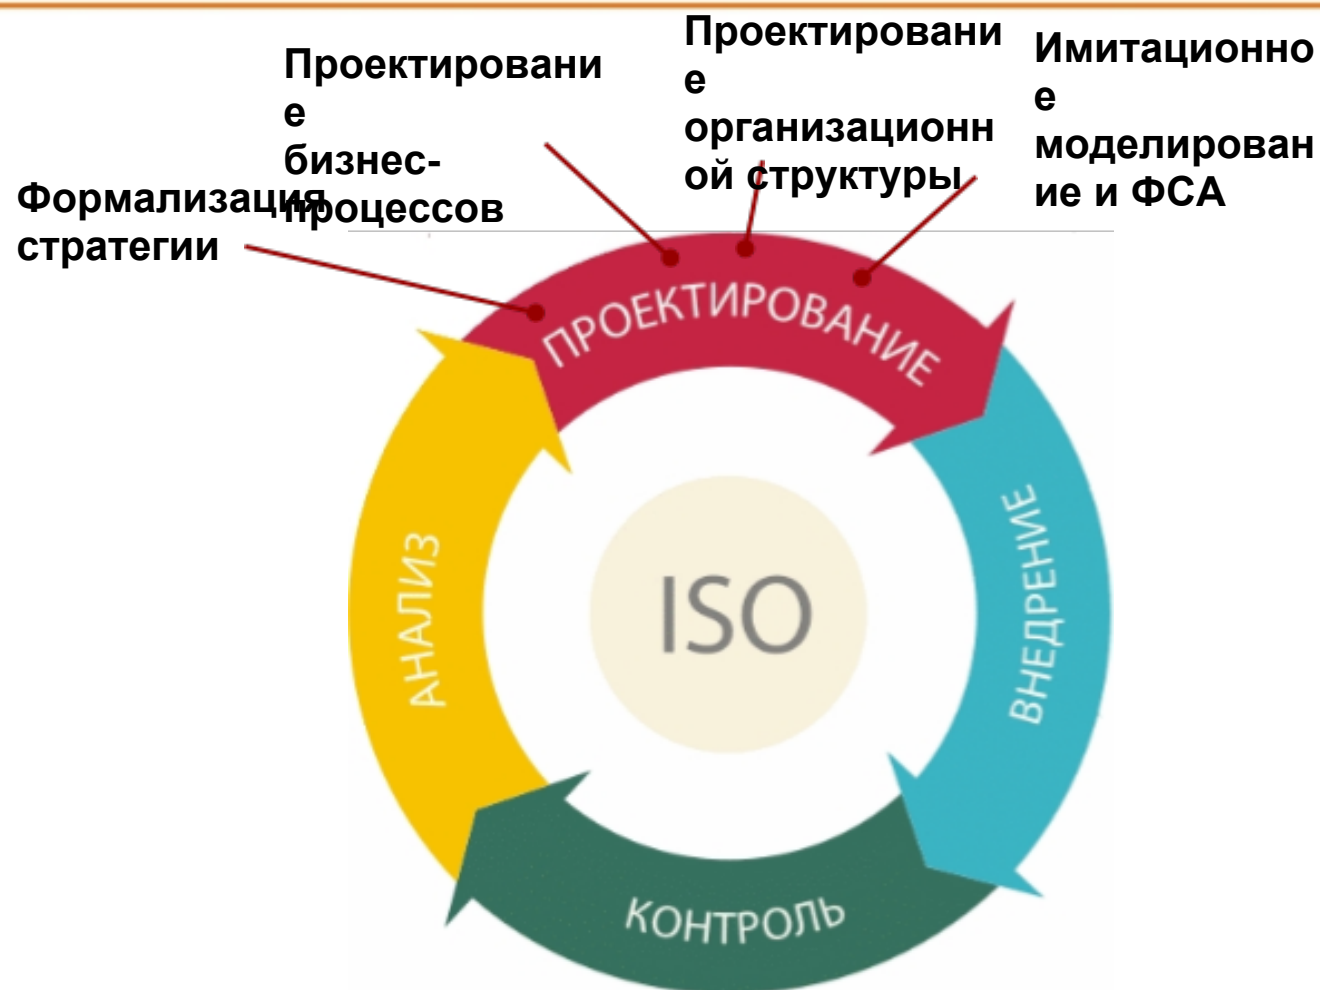 Проектировани
е
бизнес-
процессов
Проектировани
е
организационн
ой структуры
Имитационно
е
моделирован
ие и ФСА
Формализация
стратегии
ПРОЕКТИРОВАНИЕ
АНАЛИЗ
ISO
ВНЕДРЕНИЕ
КОНТРОЛЬ